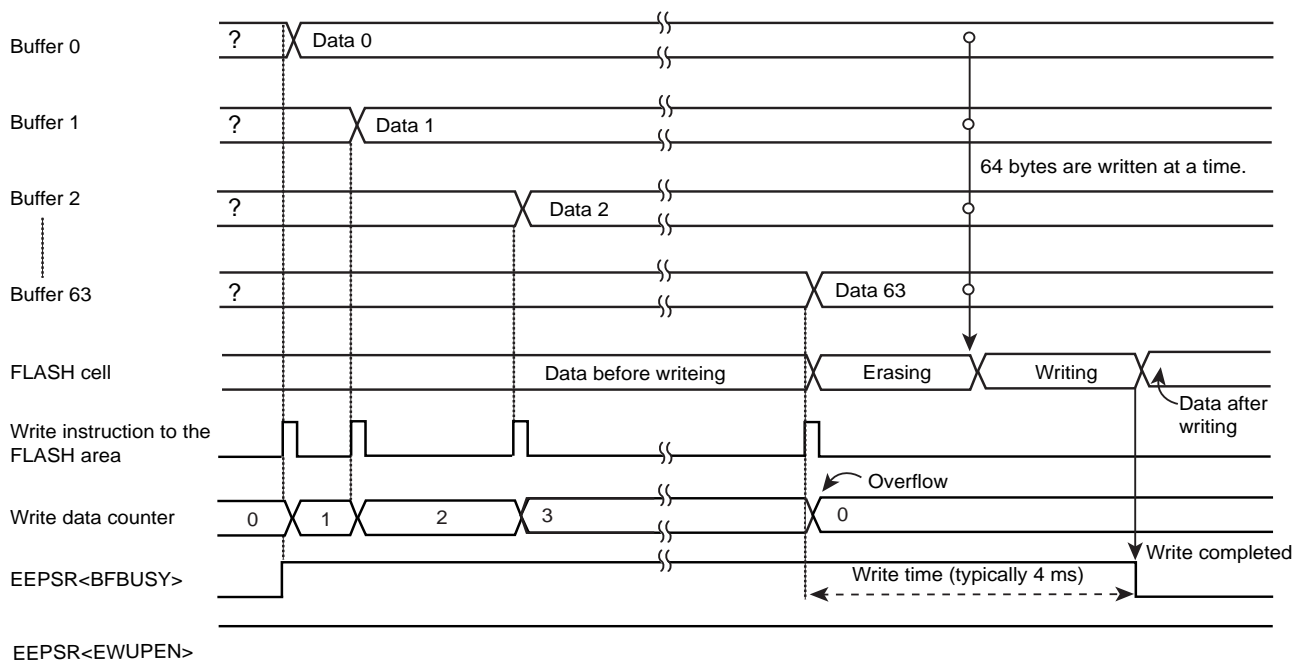 Buffer 0
?
Data 0
Buffer 1
?
Data 1
64 bytes are written at a time.
Buffer 2
?
Data 2
Buffer 63
?
Data 63
FLASH cell
Data before writeing
Erasing
Writing
Data after
writing
Write instruction to the
FLASH area
Overflow
Write data counter
0
1
2
3
0
Write completed
EEPSR<BFBUSY>
Write time (typically 4 ms)
EEPSR<EWUPEN>